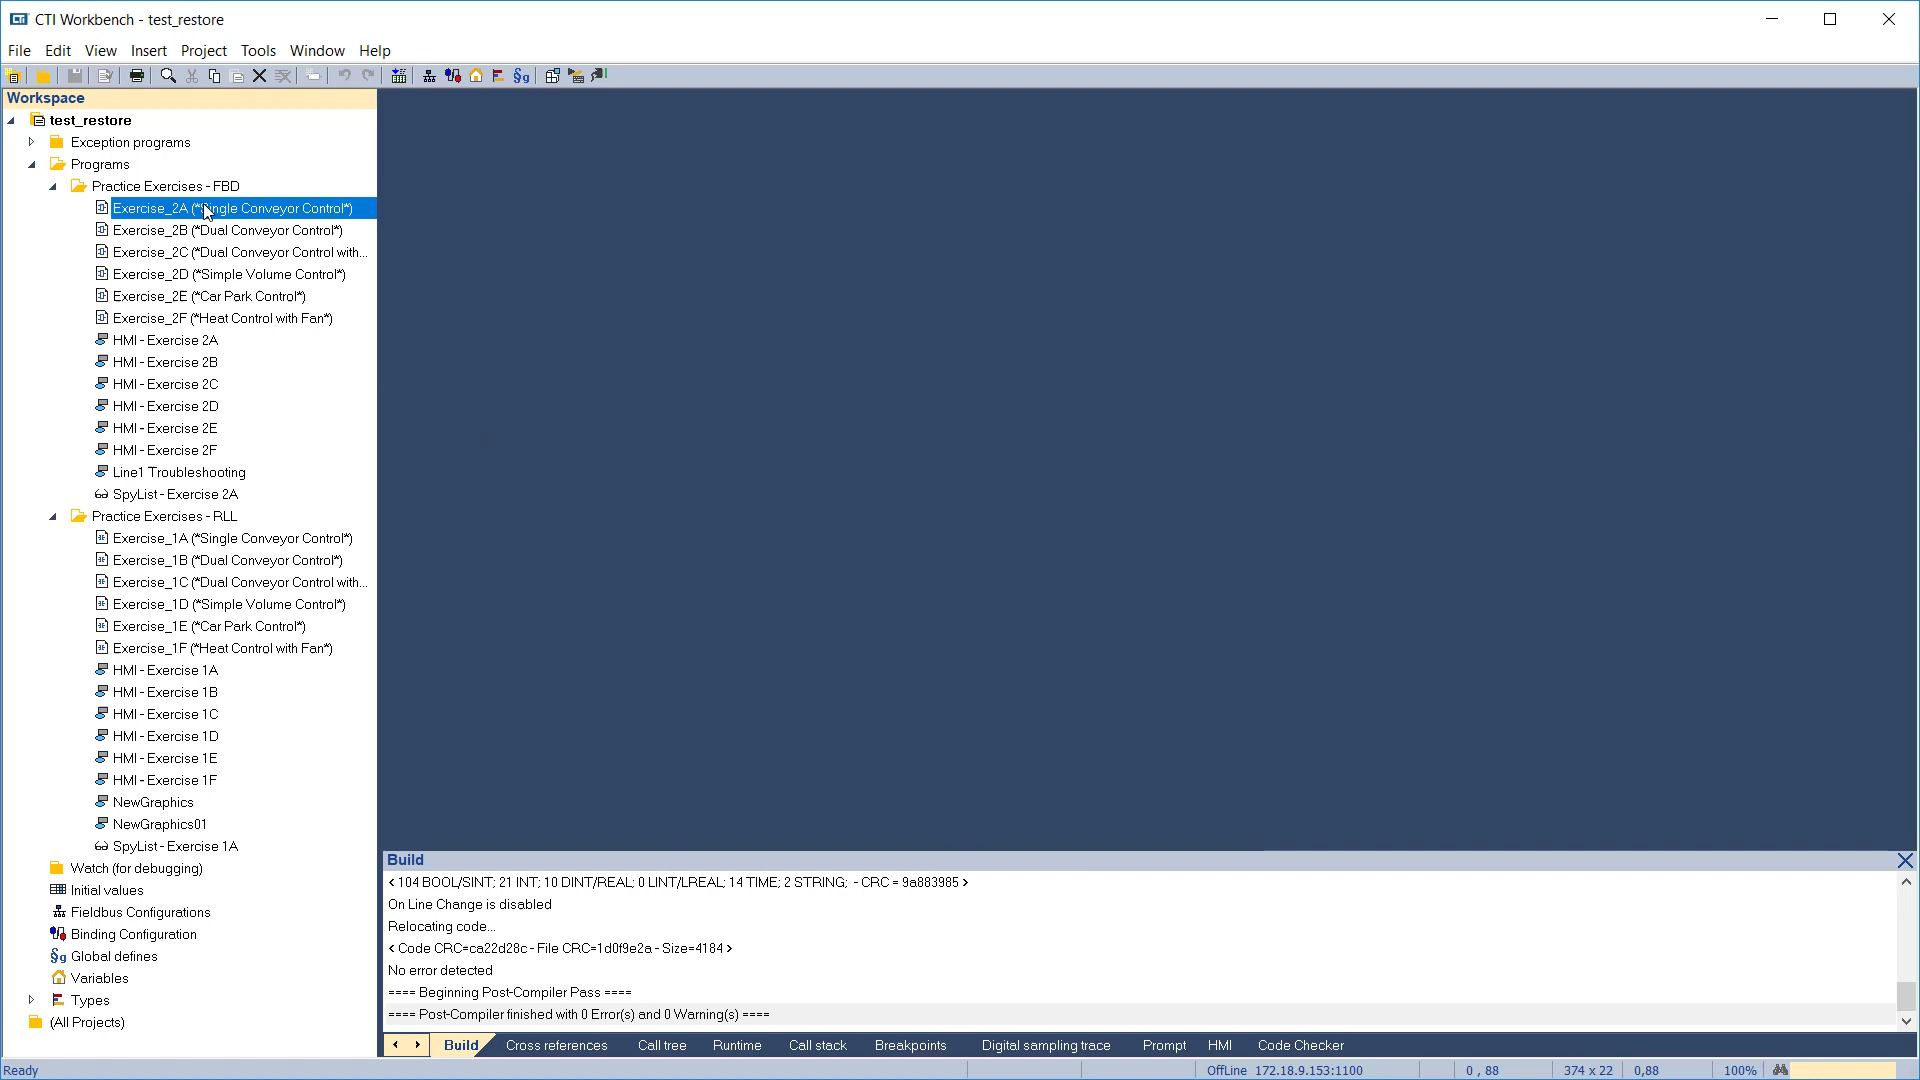 CTI Workbench - test_restore
File Edit View Insert Project Tools Window Help
Workspace
test_restore
Exception programs
Programs
Practice Exercises - FBD
Exercise_2A (*Single Conveyor Control*)
Exercise_2B (*Dual Conveyor Control*)
Exercise_2C (*Dual Conveyor Control with...
Exercise_2D (*Simple Volume Control*)
Exercise_2E (*Car Park Control*)
Exercise_2F (*Heat Control with Fan*)
HMI - Exercise 2A
HMI - Exercise 2B
HMI - Exercise 2C
HMI - Exercise 2D
HMI - Exercise 2E
HMI - Exercise 2F
Line1 Troubleshooting
SpyList - Exercise 2A
Practice Exercises - RLL
Exercise_1A (*Single Conveyor Control*)
Exercise_1B (*Dual Conveyor Control*)
Exercise_1C (*Dual Conveyor Control with...
Exercise_1D (*Simple Volume Control*)
Exercise_1E (*Car Park Control*)
Exercise_1F (*Heat Control with Fan*)
HMI - Exercise 1A
HMI - Exercise 1B
HMI - Exercise 1C
HMI - Exercise 1D
HMI - Exercise 1E
HMI - Exercise 1F
NewGraphics
NewGraphics01
SpyList - Exercise 1A
Watch (for debugging)
Initial values
Fieldbus Configurations
Binding Configuration
Global defines
Variables
Types
(All Projects)
Build
< 104 BOOL/SINT; 21 INT; 10 DINT/REAL; 0 LINT/LREAL; 14 TIME; 2 STRING; - CRC = 9a883985 >
On Line Change is disabled
Relocating code...
< Code CRC=ca22d28c - File CRC=1d0f9e2a - Size=4184 >
No error detected
==== Beginning Post-Compiler Pass ====
==== Post-Compiler finished with 0 Error(s) and 0 Warning(s) ====
Build Cross references Call tree Runtime Call stack Breakpoints Digital sampling trace Prompt HMI Code Checker
Ready OffLine 172.18.9.153:1100 0 , 88 374 x 22 0,88 100%